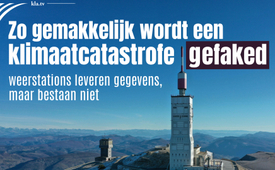 kla.tv
Zo gemakkelijk wordt een
klimaatcatastrofe gefaked
weerstations leveren gegevens,
maar bestaan niet